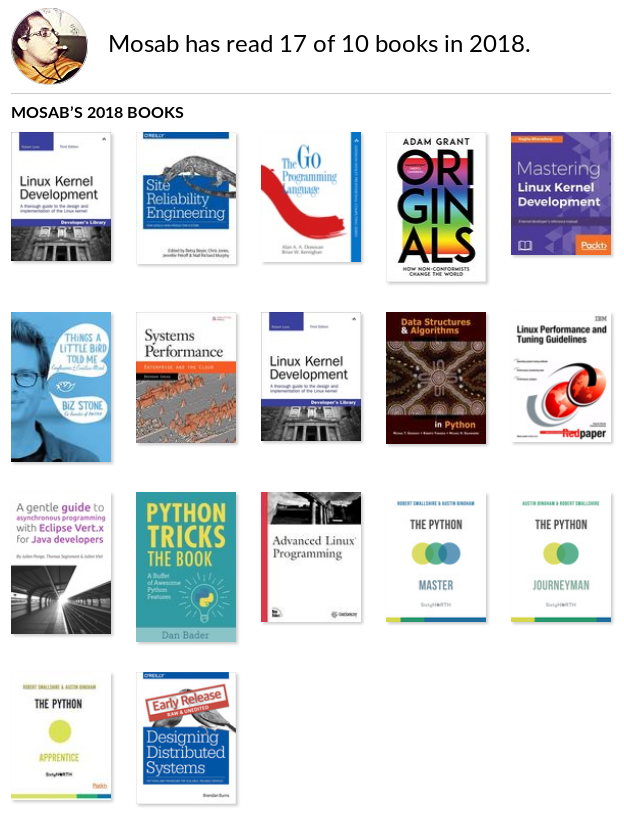 Mosab has read 17 of 10 books in 2018.
MOSAB'S 2018 BOOKS
Linux Kernel
Development
A thorough guide to the design and
implementation of the Linux kernel
Developer's Library
O'REILLY
Site
Reliability
Engineering
Edited by Betsy Beyer, Chris Jones,
Jennifer Petoff & Niall Richard Murphy
The Go
Programming
Language
Alan A. A. Donovan
Brian W. Kernighan
ADAM GRANT
ORI
GIN
ALS
HOW NON-CONFORMISTS
CHANGE THE WORLD
Mastering
Linux Kernel
Development
Packt
THINGS A
LITTLE BIRD
TOLD ME
BIZ STONE
Systems
Performance
ENTERPRISE AND THE CLOUD
Linux Kernel
Development
A thorough guide to the design and
implementation of the Linux kernel
Developer's Library
Data Structures
& Algorithms
in Python
IBM
Linux Performance and
Tuning Guidelines
Redpaper
A gentle guide to
asynchronous programming
with Eclipse Vert.x
for Java developers
PYTHON
TRICKS
THE BOOK
A Buffet
of Awesome
Python
Features
Dan Bader
Advanced Linux
Programming
ROBERT SMALLSHIRE & AUSTIN BINGHAM
THE PYTHON
MASTER
SixtyNORTH
AUSTIN BINGHAM & ROBERT SMALLSHIRE
THE PYTHON
JOURNEYMAN
SixtyNORTH
ROBERT SMALLSHIRE & AUSTIN BINGHAM
THE PYTHON
APPRENTICE
SixtyNORTH
Packt
O'REILLY
Early Release
RAW & UNEDITED
Designing
Distributed
Systems
Brendan Burns